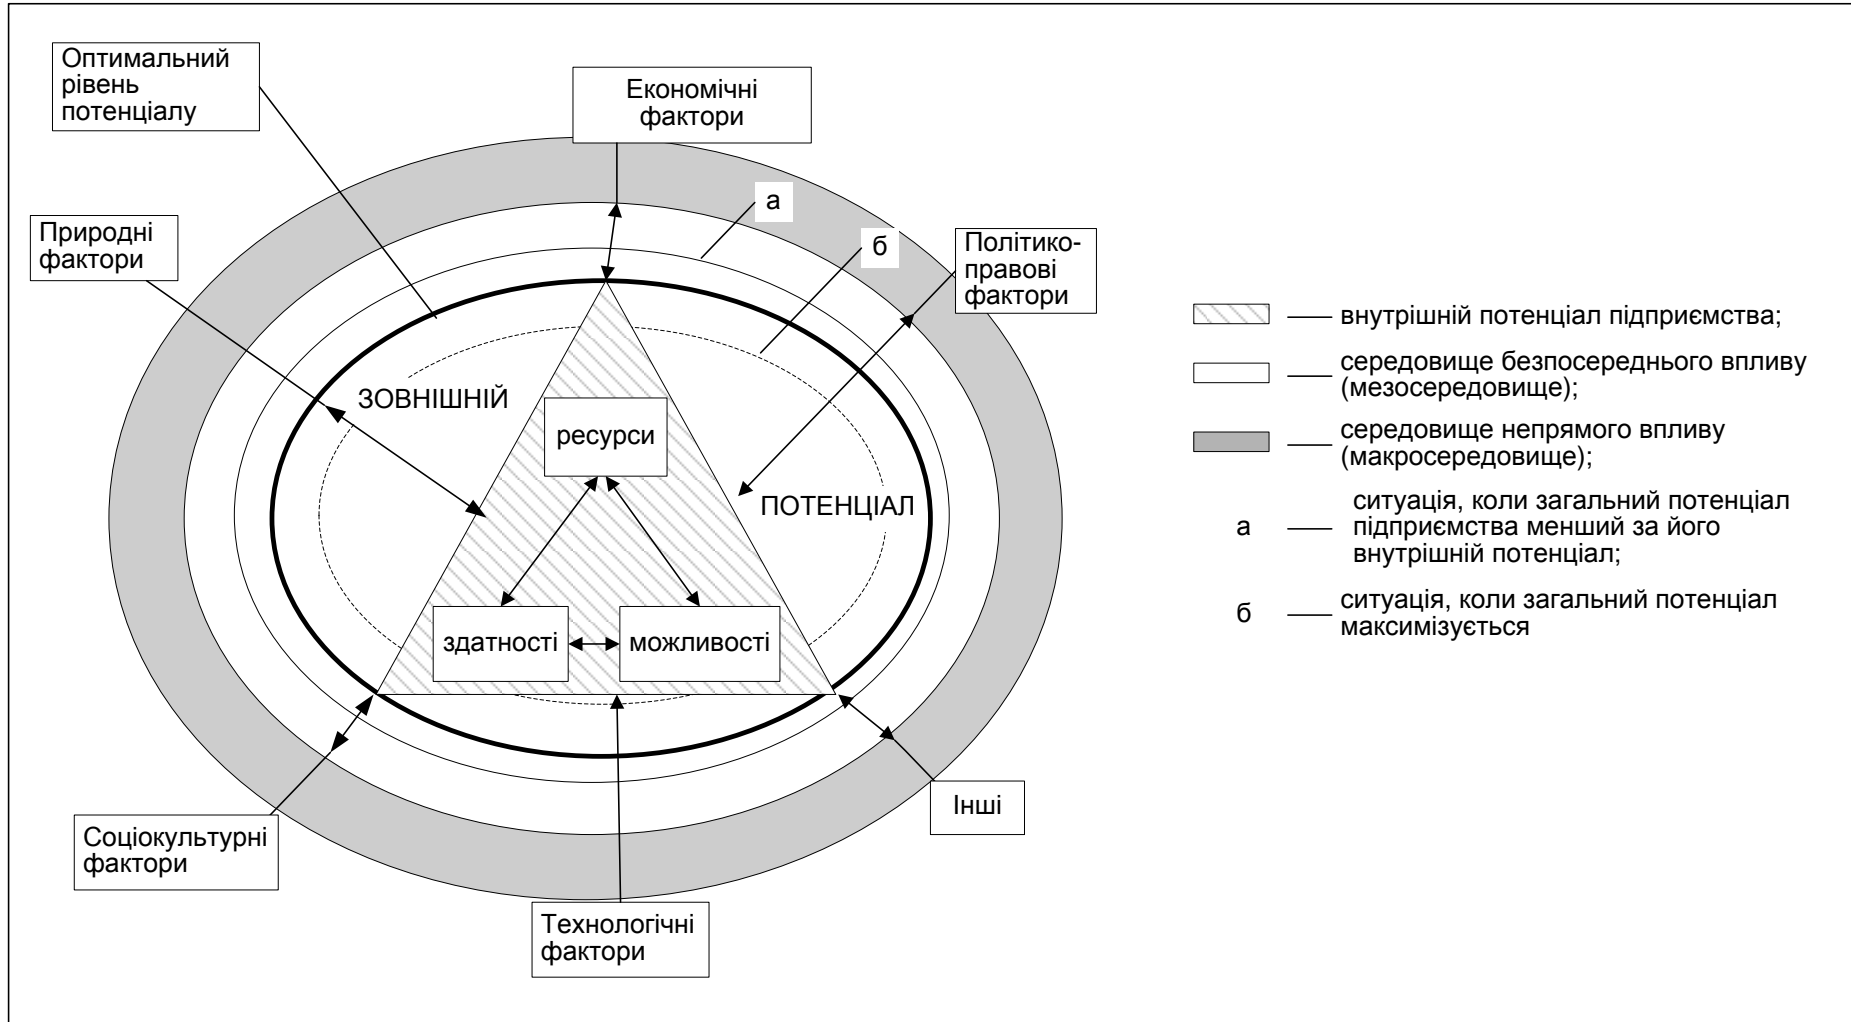 Оптимальний
рівень
потенціалу
Економічні
фактори
а
Природні
фактори
б
Політико-
правові
фактори
ЗОВНІШНІЙ
ПОТЕНЦІАЛ
ресурси
здатності
можливості
Соціокультурні
фактори
Технологічні
фактори
Інші
внутрішній потенціал підприємства;
середовище безпосереднього впливу
(мезосередовище);
середовище непрямого впливу
(макросередовище);
а
ситуація, коли загальний потенціал
підприємства менший за його
внутрішній потенціал;
б
ситуація, коли загальний потенціал
максимізується